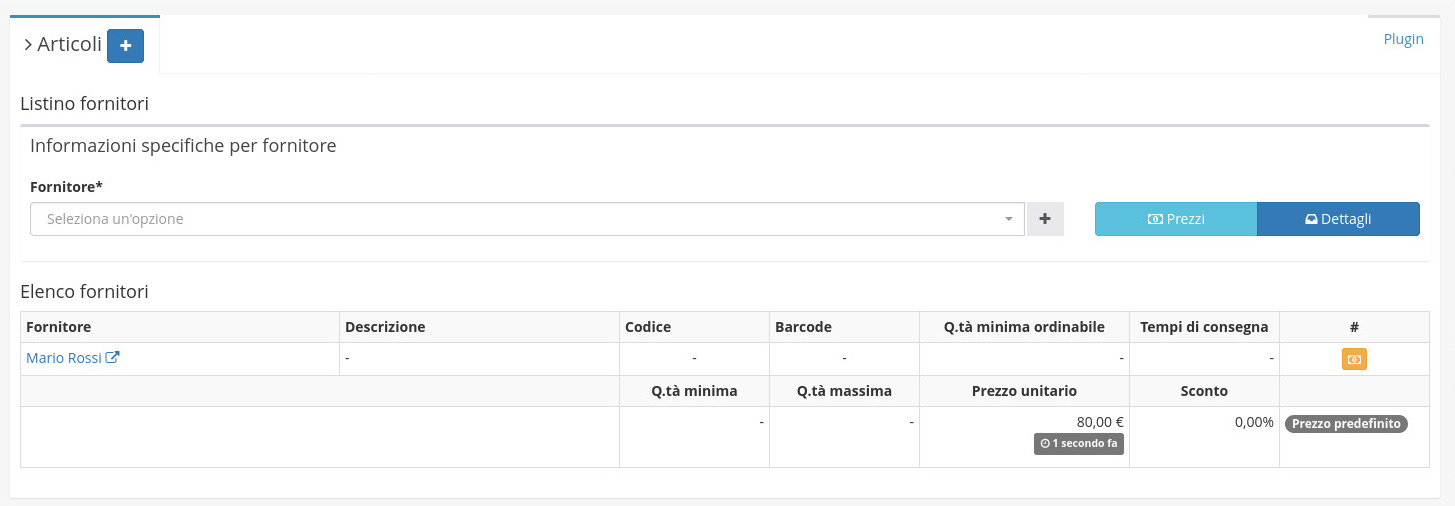 Articoli
Plugin
Listino fornitori
Informazioni specifiche per fornitore
Fornitore*
Seleziona un'opzione Prezzi Dettagli
Elenco fornitori
Fornitore Descrizione Codice Barcode Q.tà minima ordinabile Tempi di consegna #
Mario Rossi - - - - -
Q.tà minima Q.tà massima Prezzo unitario Sconto
- - 80,00 € 0,00% Prezzo predefinito
1 secondo fa